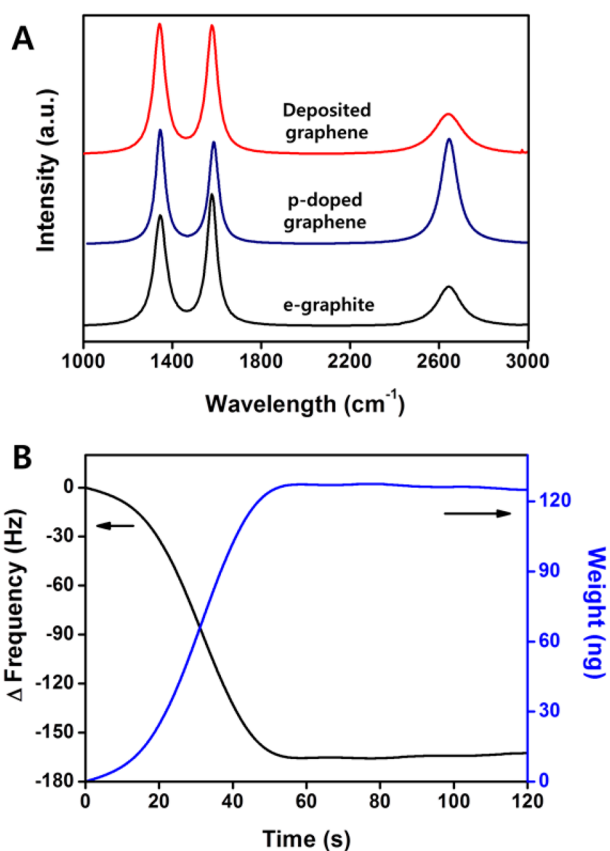 A
Intensity (a.u.)
Deposited
graphene
p-doped
graphene
e-graphite
1000 1400 1800 2200 2600 3000
Wavelength (cm-1)
B
Δ Frequency (Hz)
0
-30
-60
-90
-120
-150
-180
120
90
60
30
0
Weight (ng)
0 20 40 60 80 100 120
Time (s)